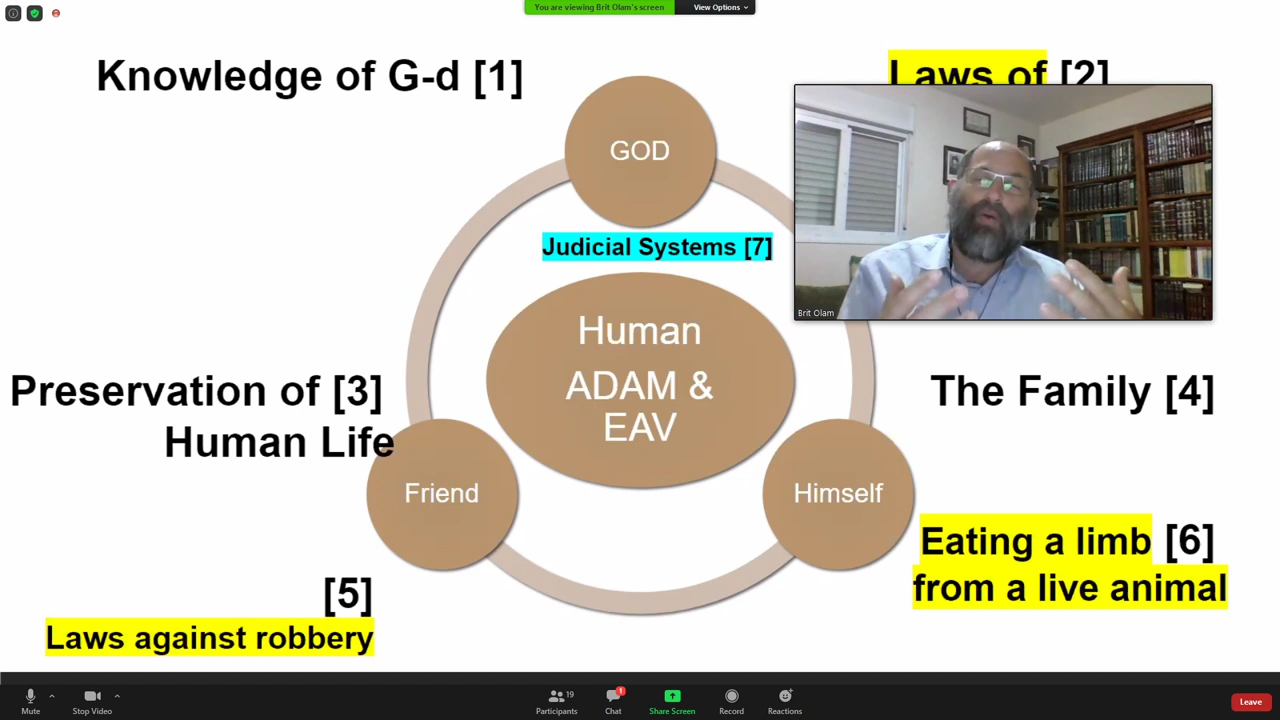 You are viewing Brit Olam's screen
View Options
Knowledge of G-d [1]
Laws of [2]
GOD
Judicial Systems [7]
Brit Olam
Human
ADAM &
EAV
Preservation of [3]
Human Life
The Family [4]
Friend
Himself
Eating a limb [6]
from a live animal
[5]
Laws against robbery
Mute
Stop Video
19
Participants
1
Chat
Share Screen
Record
Reactions
Leave